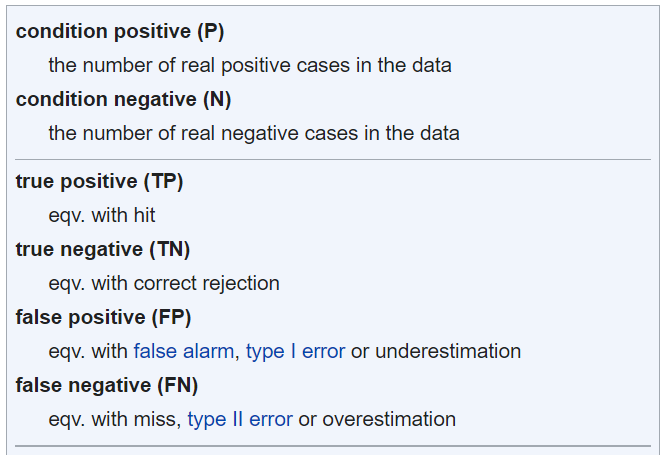 condition positive (P)
the number of real positive cases in the data
condition negative (N)
the number of real negative cases in the data
true positive (TP)
eqv. with hit
true negative (TN)
eqv. with correct rejection
false positive (FP)
eqv. with false alarm, type I error or underestimation
false negative (FN)
eqv. with miss, type II error or overestimation